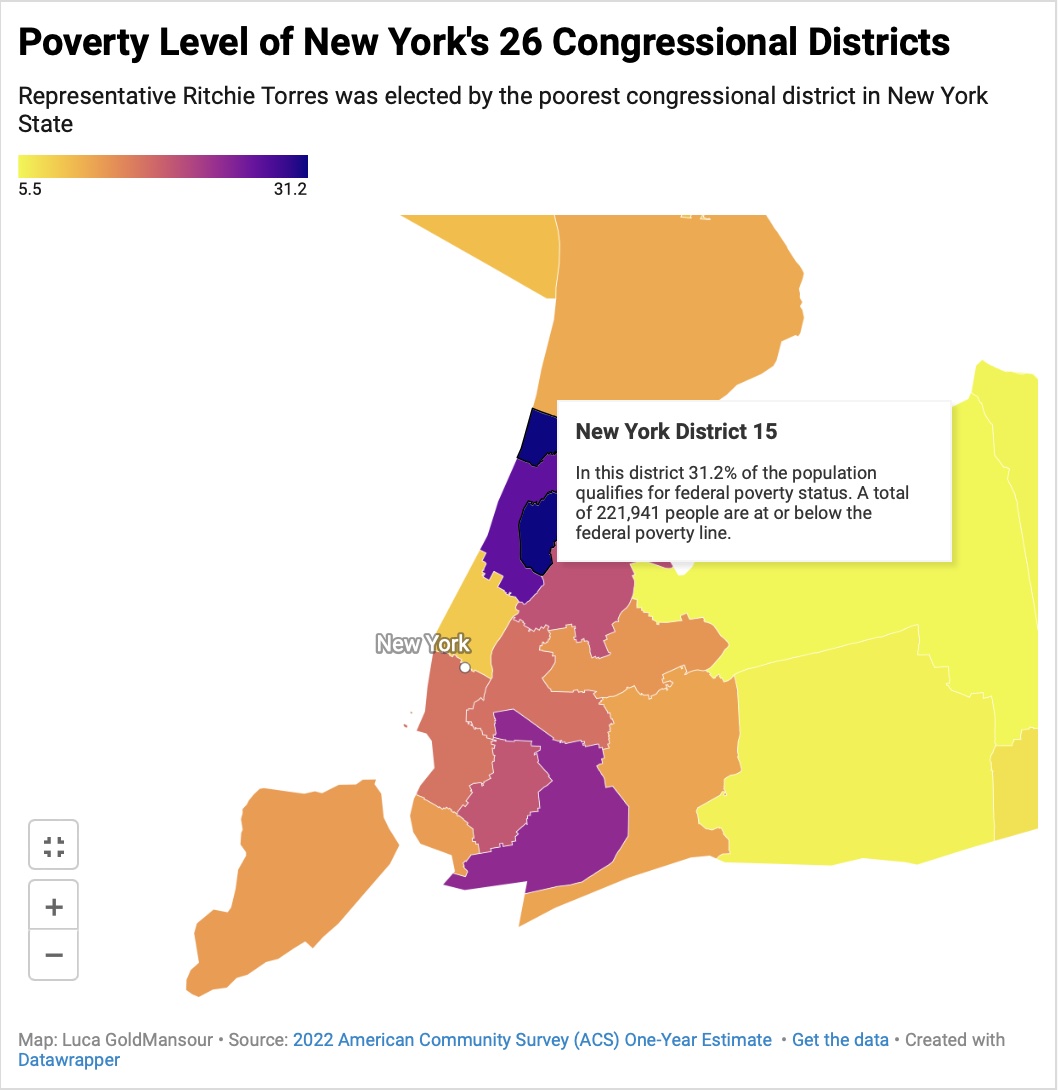 Poverty Level of New York's 26 Congressional Districts
Representative Ritchie Torres was elected by the poorest congressional district in New York
State
5.5 31.2
New York District 15
In this district 31.2% of the population
qualifies for federal poverty status. A total
of 221,941 people are at or below the
federal poverty line.
New York
+
−
Map: Luca GoldMansour • Source: 2022 American Community Survey (ACS) One-Year Estimate • Get the data • Created with
Datawrapper